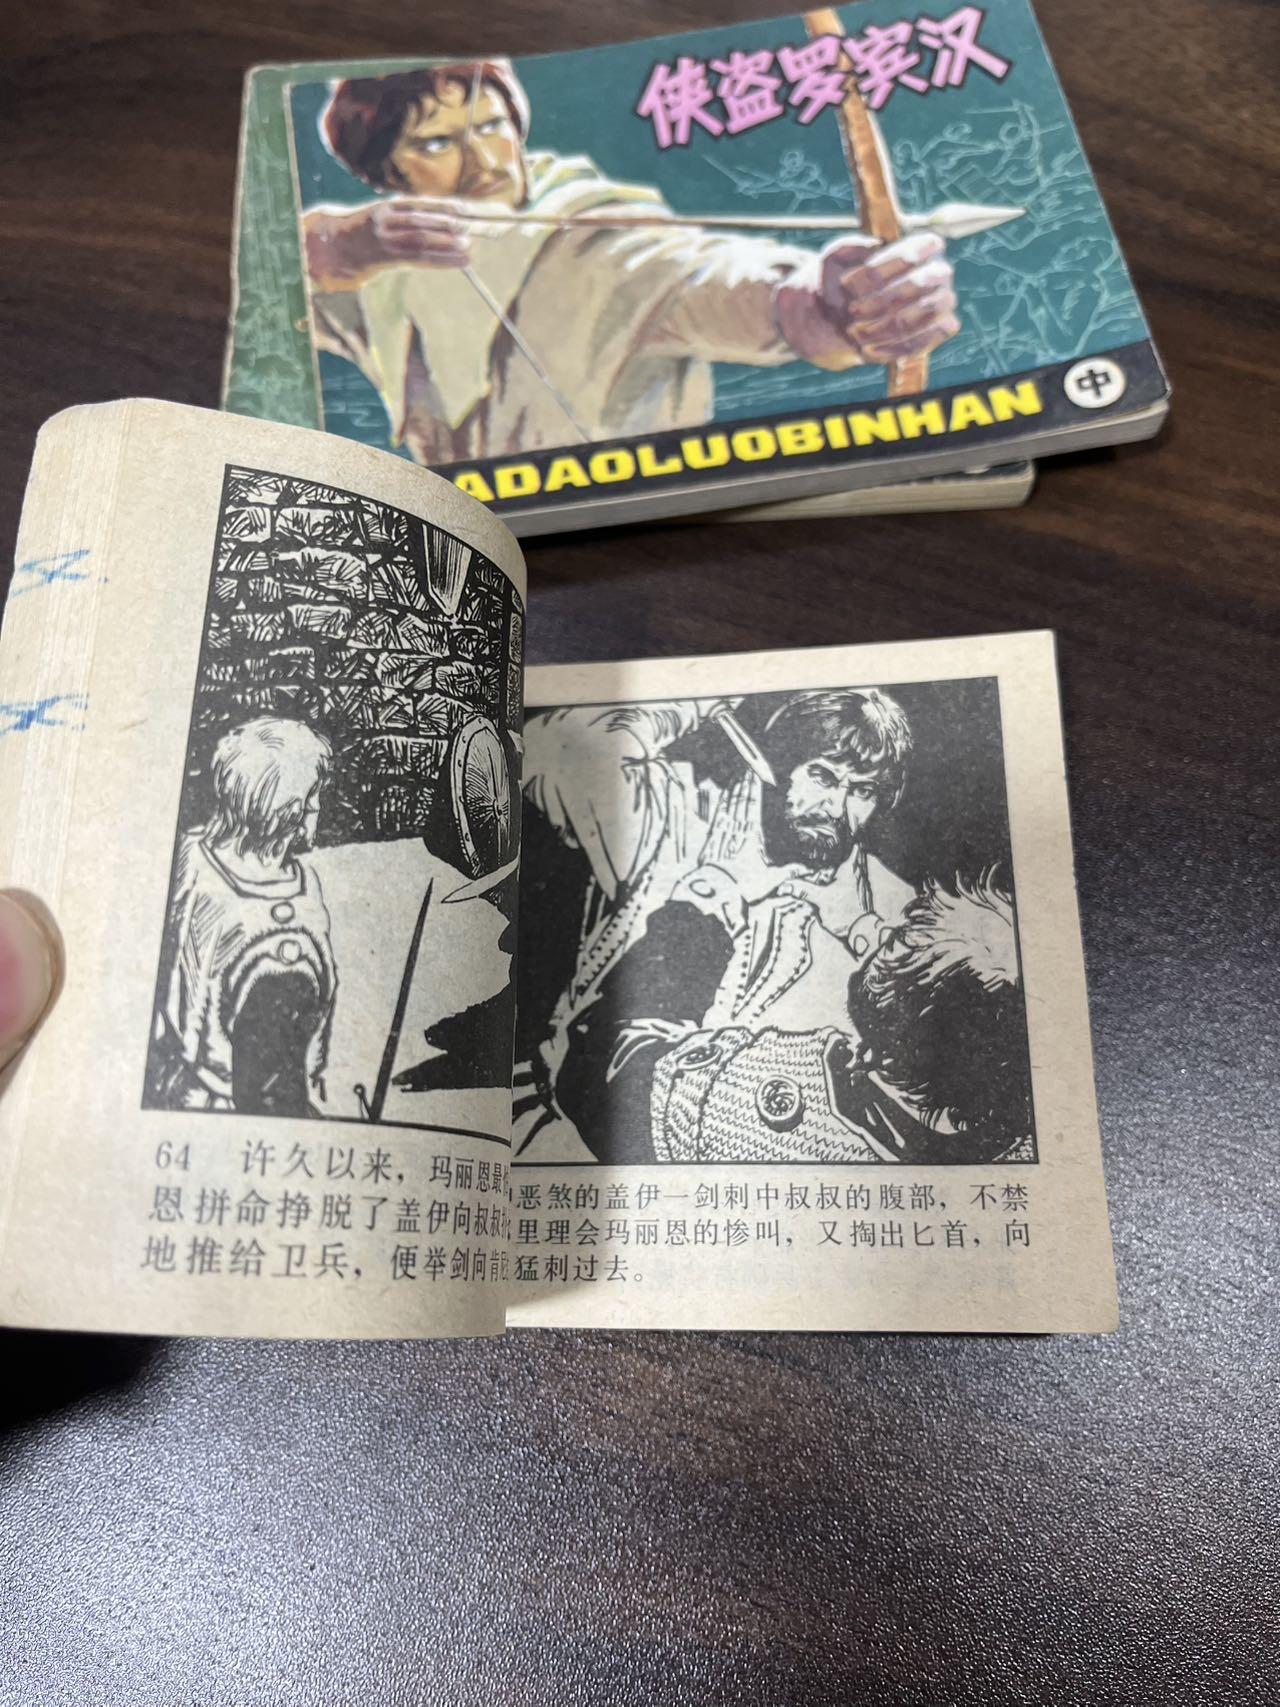 侠盗罗宾汉
ADAOLUOBINHAN
中
64 许久以来，玛丽恩最
恩拼命挣脱了盖伊向叔叔
地推给卫兵，便举剑向肯
恶煞的盖伊一剑刺中叔叔的腹部，不禁
里理会玛丽恩的惨叫，又掏出匕首，向
猛刺过去。